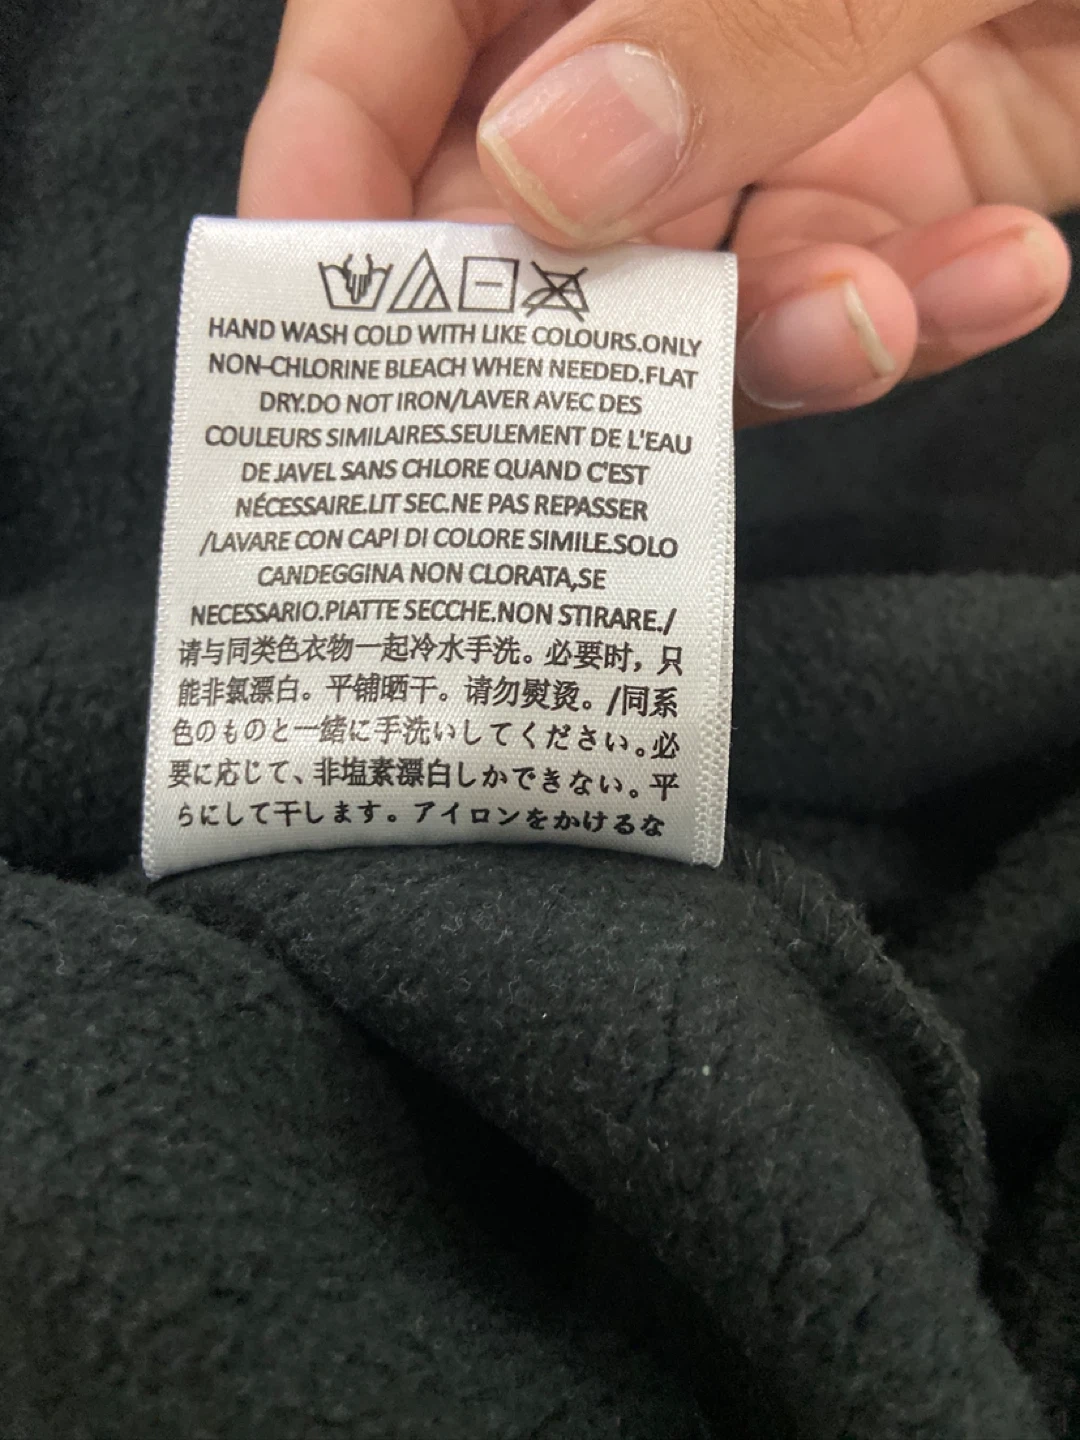 HAND WASH COLD WITH LIKE COLOURS.ONLY
NON-CHLORINE BLEACH WHEN NEEDED.FLAT
DRY.DO NOT IRON/LAVER AVEC DES
COULEURS SIMILAIRES.SEULEMENT DE L'EAU
DE JAVEL SANS CHLORE QUAND C'EST
NÉCESSAIRE.LIT SEC.NE PAS REPASSER
/LAVARE CON CAPI DI COLORE SIMILE.SOLO
CANDEGGINA NON CLORATA,SE
NECESSARIO.PIATTE SECCHE.NON STIRARE./
请与同类色衣物一起冷水手洗。必要时，只
能非氯漂白。平铺晒干。请勿熨烫。/同系
色のものと一緒に手洗いしてください。必
要に応じて、非塩素漂白しかできない。平
らにして干します。アイロンをかけるな